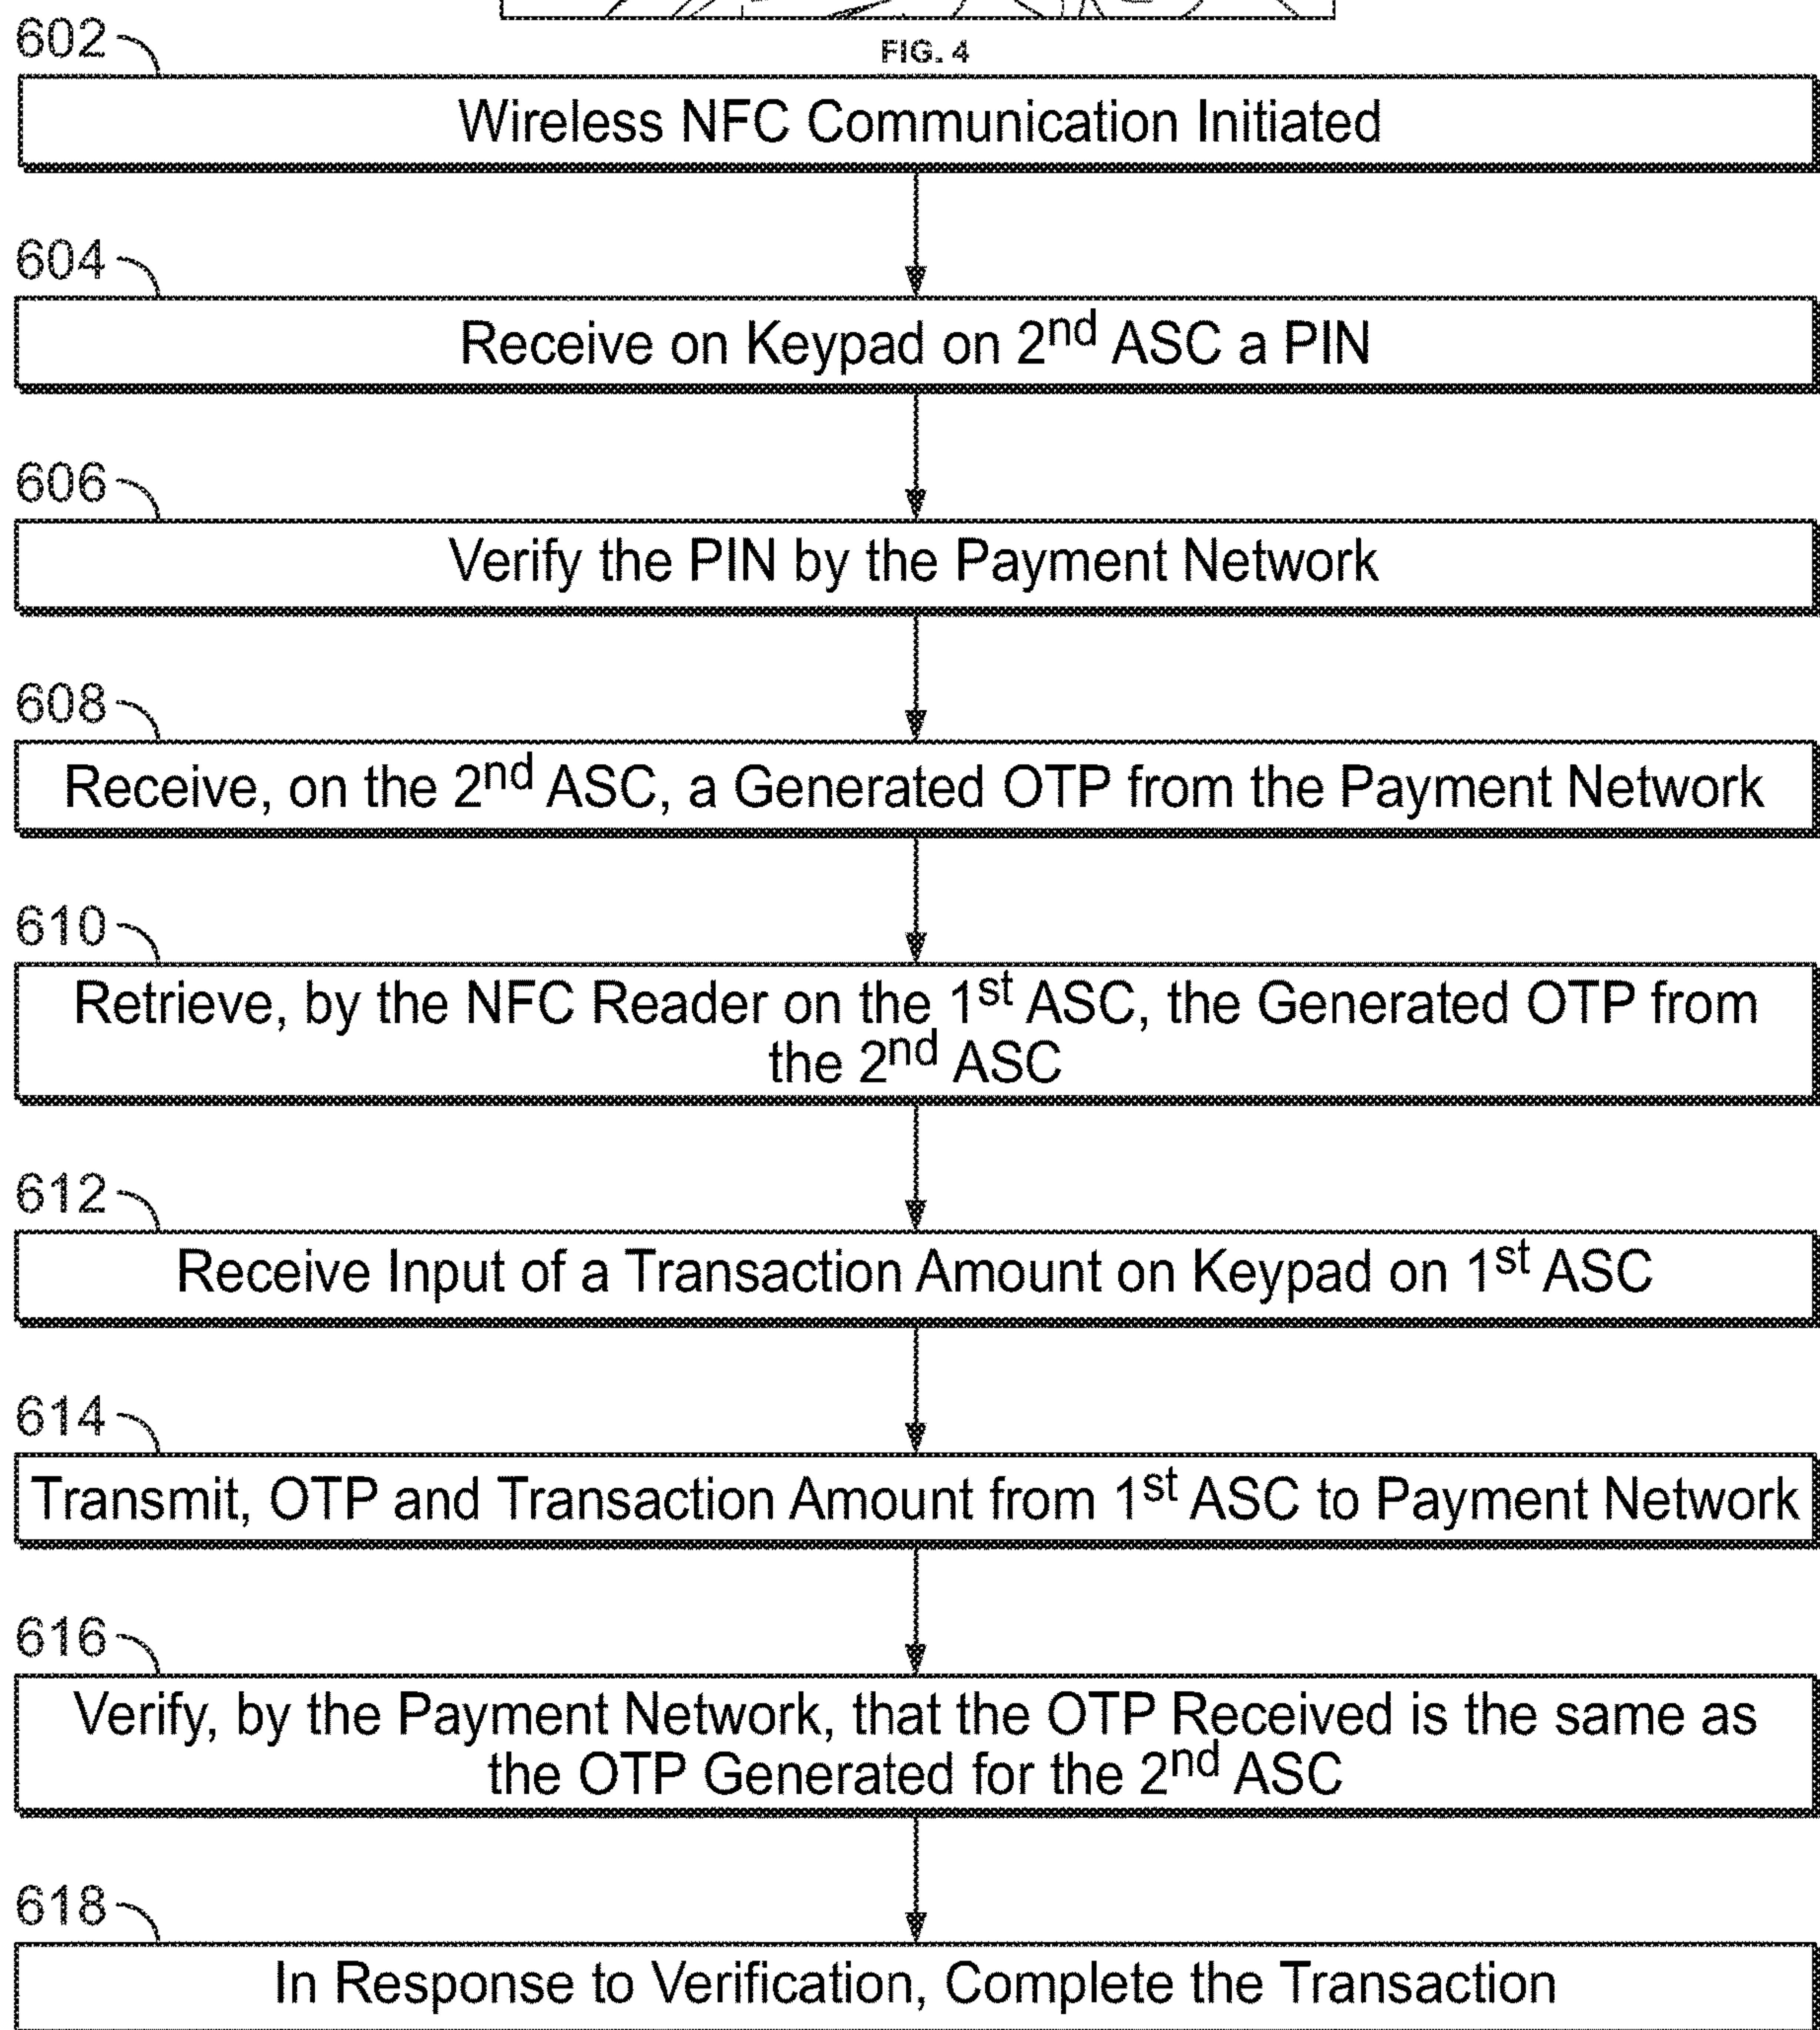 FIG. 4
602
Wireless NFC Communication Initiated
604
Receive on Keypad on 2nd ASC a PIN
606
Verify the PIN by the Payment Network
608
Receive, on the 2nd ASC, a Generated OTP from the Payment Network
610
Retrieve, by the NFC Reader on the 1st ASC, the Generated OTP from
the 2nd ASC
612
Receive Input of a Transaction Amount on Keypad on 1st ASC
614
Transmit, OTP and Transaction Amount from 1st ASC to Payment Network
616
Verify, by the Payment Network, that the OTP Received is the same as
the OTP Generated for the 2nd ASC
618
In Response to Verification, Complete the Transaction